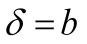 δ = b